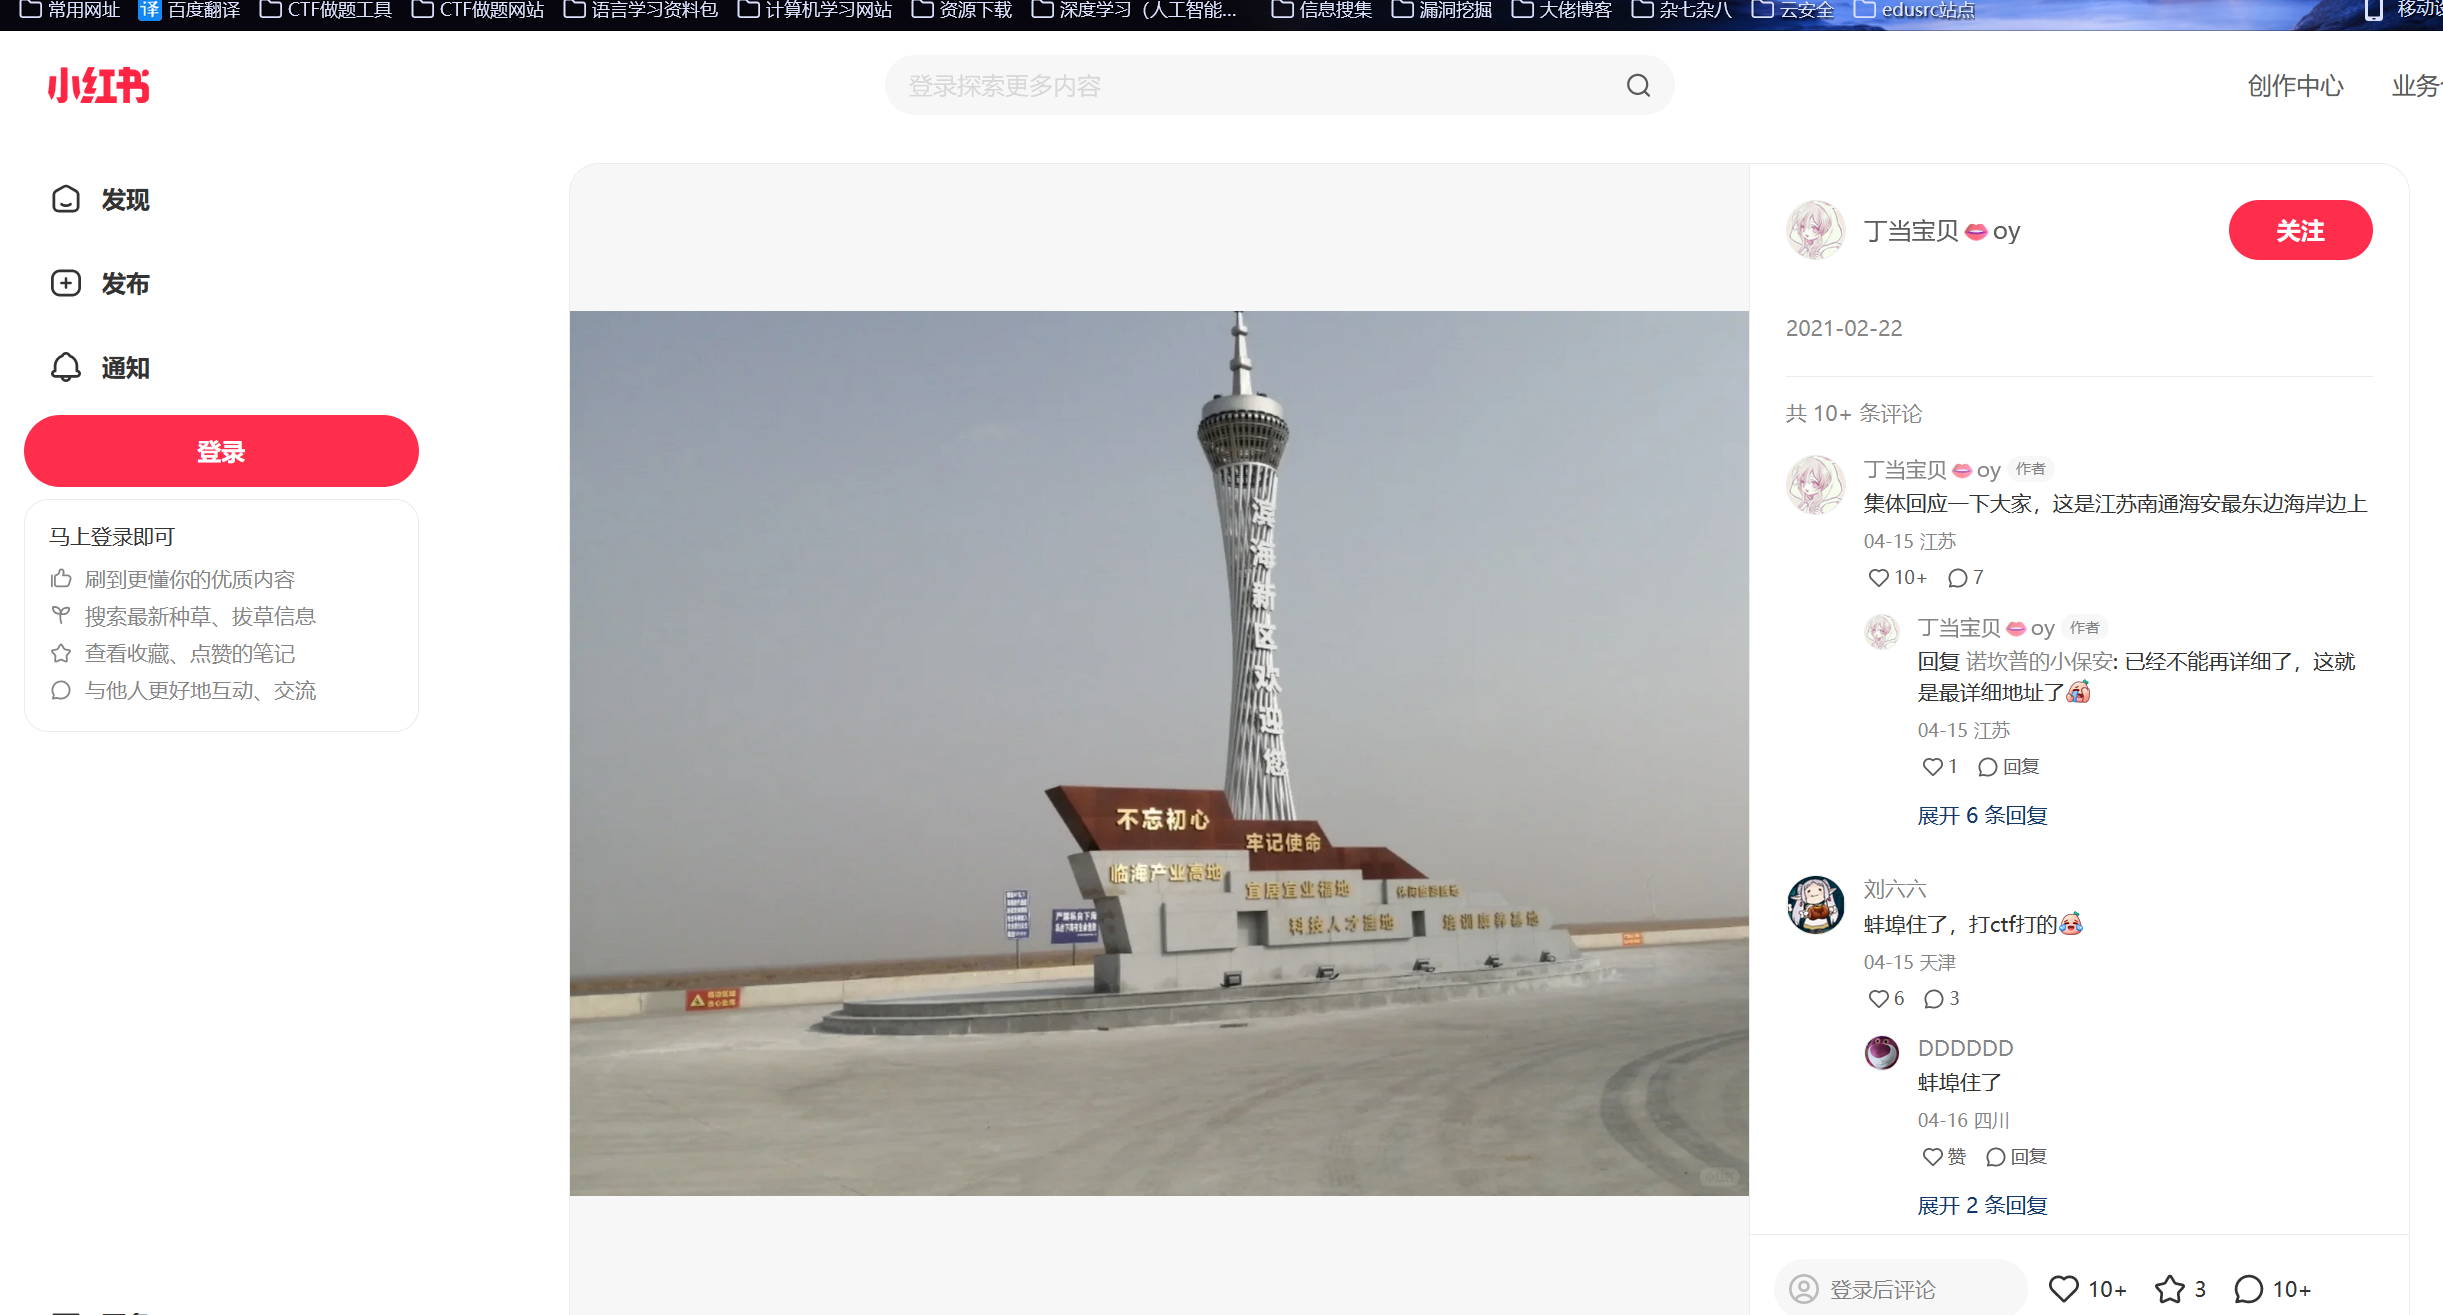 常用网址 译 百度翻译 CTF做题工具 CTF做题网站 语言学习资料包 计算机学习网站 资源下载 深度学习（人工智能... 信息搜集 漏洞挖掘 大佬博客 杂七杂八 云安全 edusrc站点
小红书
登录探索更多内容
创作中心
发现
发布
通知
登录
马上登录即可
刷到更懂你的优质内容
搜索最新种草、拔草信息
查看收藏、点赞的笔记
与他人更好地互动、交流
滨海新区欢迎您
不忘初心
牢记使命
临海产业高地
宜居宜业福地
科技人才洼地
培训康养基地
丁当宝贝👄oy
关注
2021-02-22
共 10+ 条评论
丁当宝贝👄oy 作者
集体回应一下大家，这是江苏南通海安最东边海岸边上
04-15 江苏
10+ 7
丁当宝贝👄oy 作者
回复 诺坎普的小保安: 已经不能再详细了，这就
是最详细地址了
04-15 江苏
1 回复
展开 6 条回复
刘六六
蚌埠住了，打ctf打的
04-15 天津
6 3
DDDDDD
蚌埠住了
04-16 四川
赞 回复
展开 2 条回复
登录后评论 10+ 3 10+